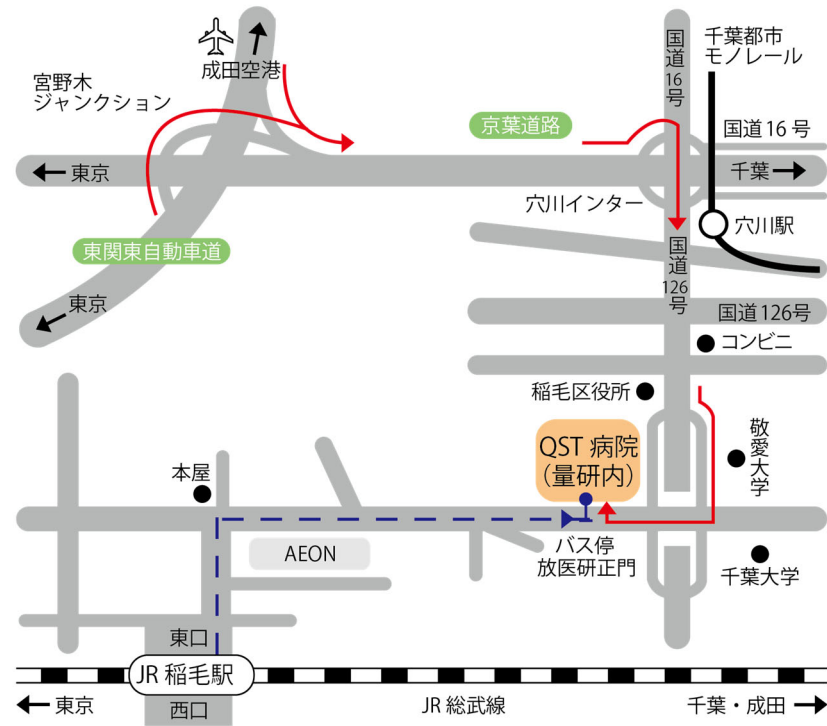 千葉都市
モノレール
国道16号
成田空港
宮野木
ジャンクション
京葉道路
国道16号
東京
千葉
穴川インター
穴川駅
東関東自動車道
国道126号
東京
国道126号
コンビニ
稲毛区役所
QST 病院
(量研内)
敬愛大学
本屋
AEON
バス停
放医研正門
千葉大学
東口
JR 稲毛駅
西口
東京
JR 総武線
千葉・成田